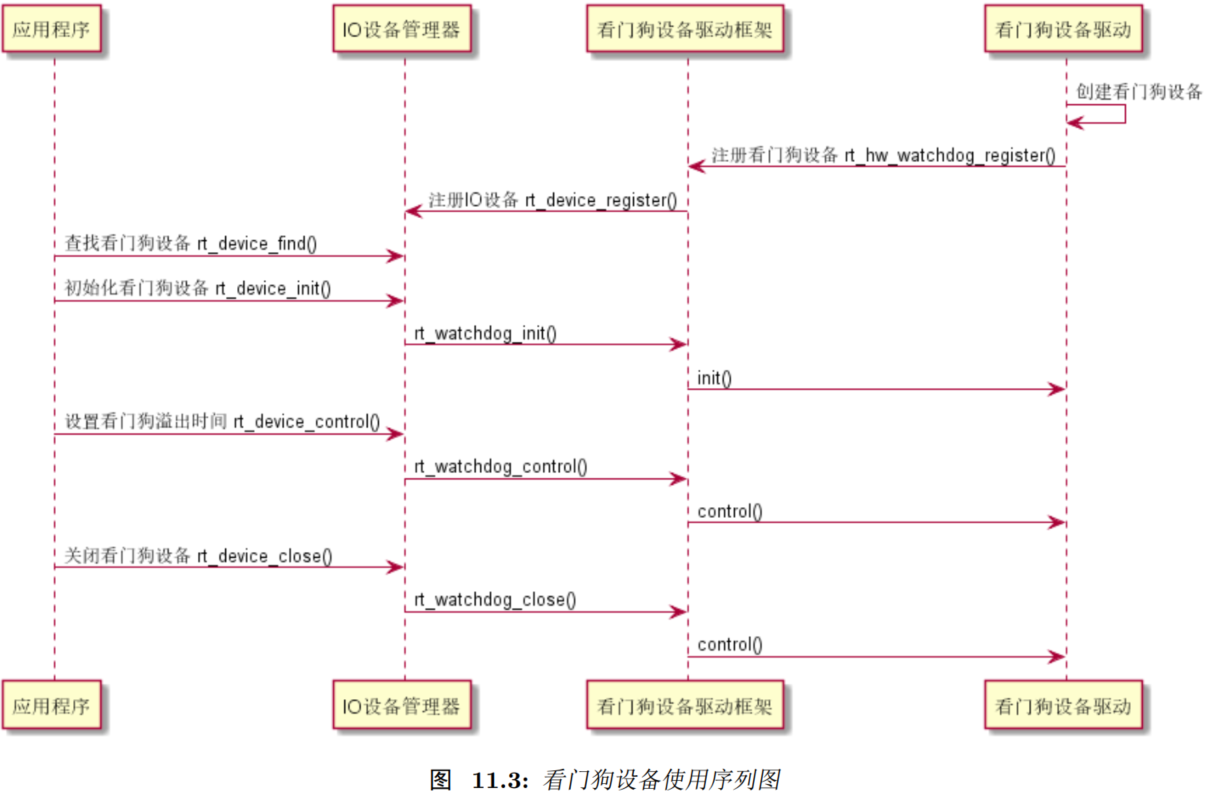 应用程序
IO设备管理器
看门狗设备驱动框架
看门狗设备驱动
创建看门狗设备
注册看门狗设备 rt_hw_watchdog_register()
注册IO设备 rt_device_register()
查找看门狗设备 rt_device_find()
初始化看门狗设备 rt_device_init()
rt_watchdog_init()
init()
设置看门狗溢出时间 rt_device_control()
rt_watchdog_control()
control()
关闭看门狗设备 rt_device_close()
rt_watchdog_close()
control()
应用程序
IO设备管理器
看门狗设备驱动框架
看门狗设备驱动
图 11.3: 看门狗设备使用序列图